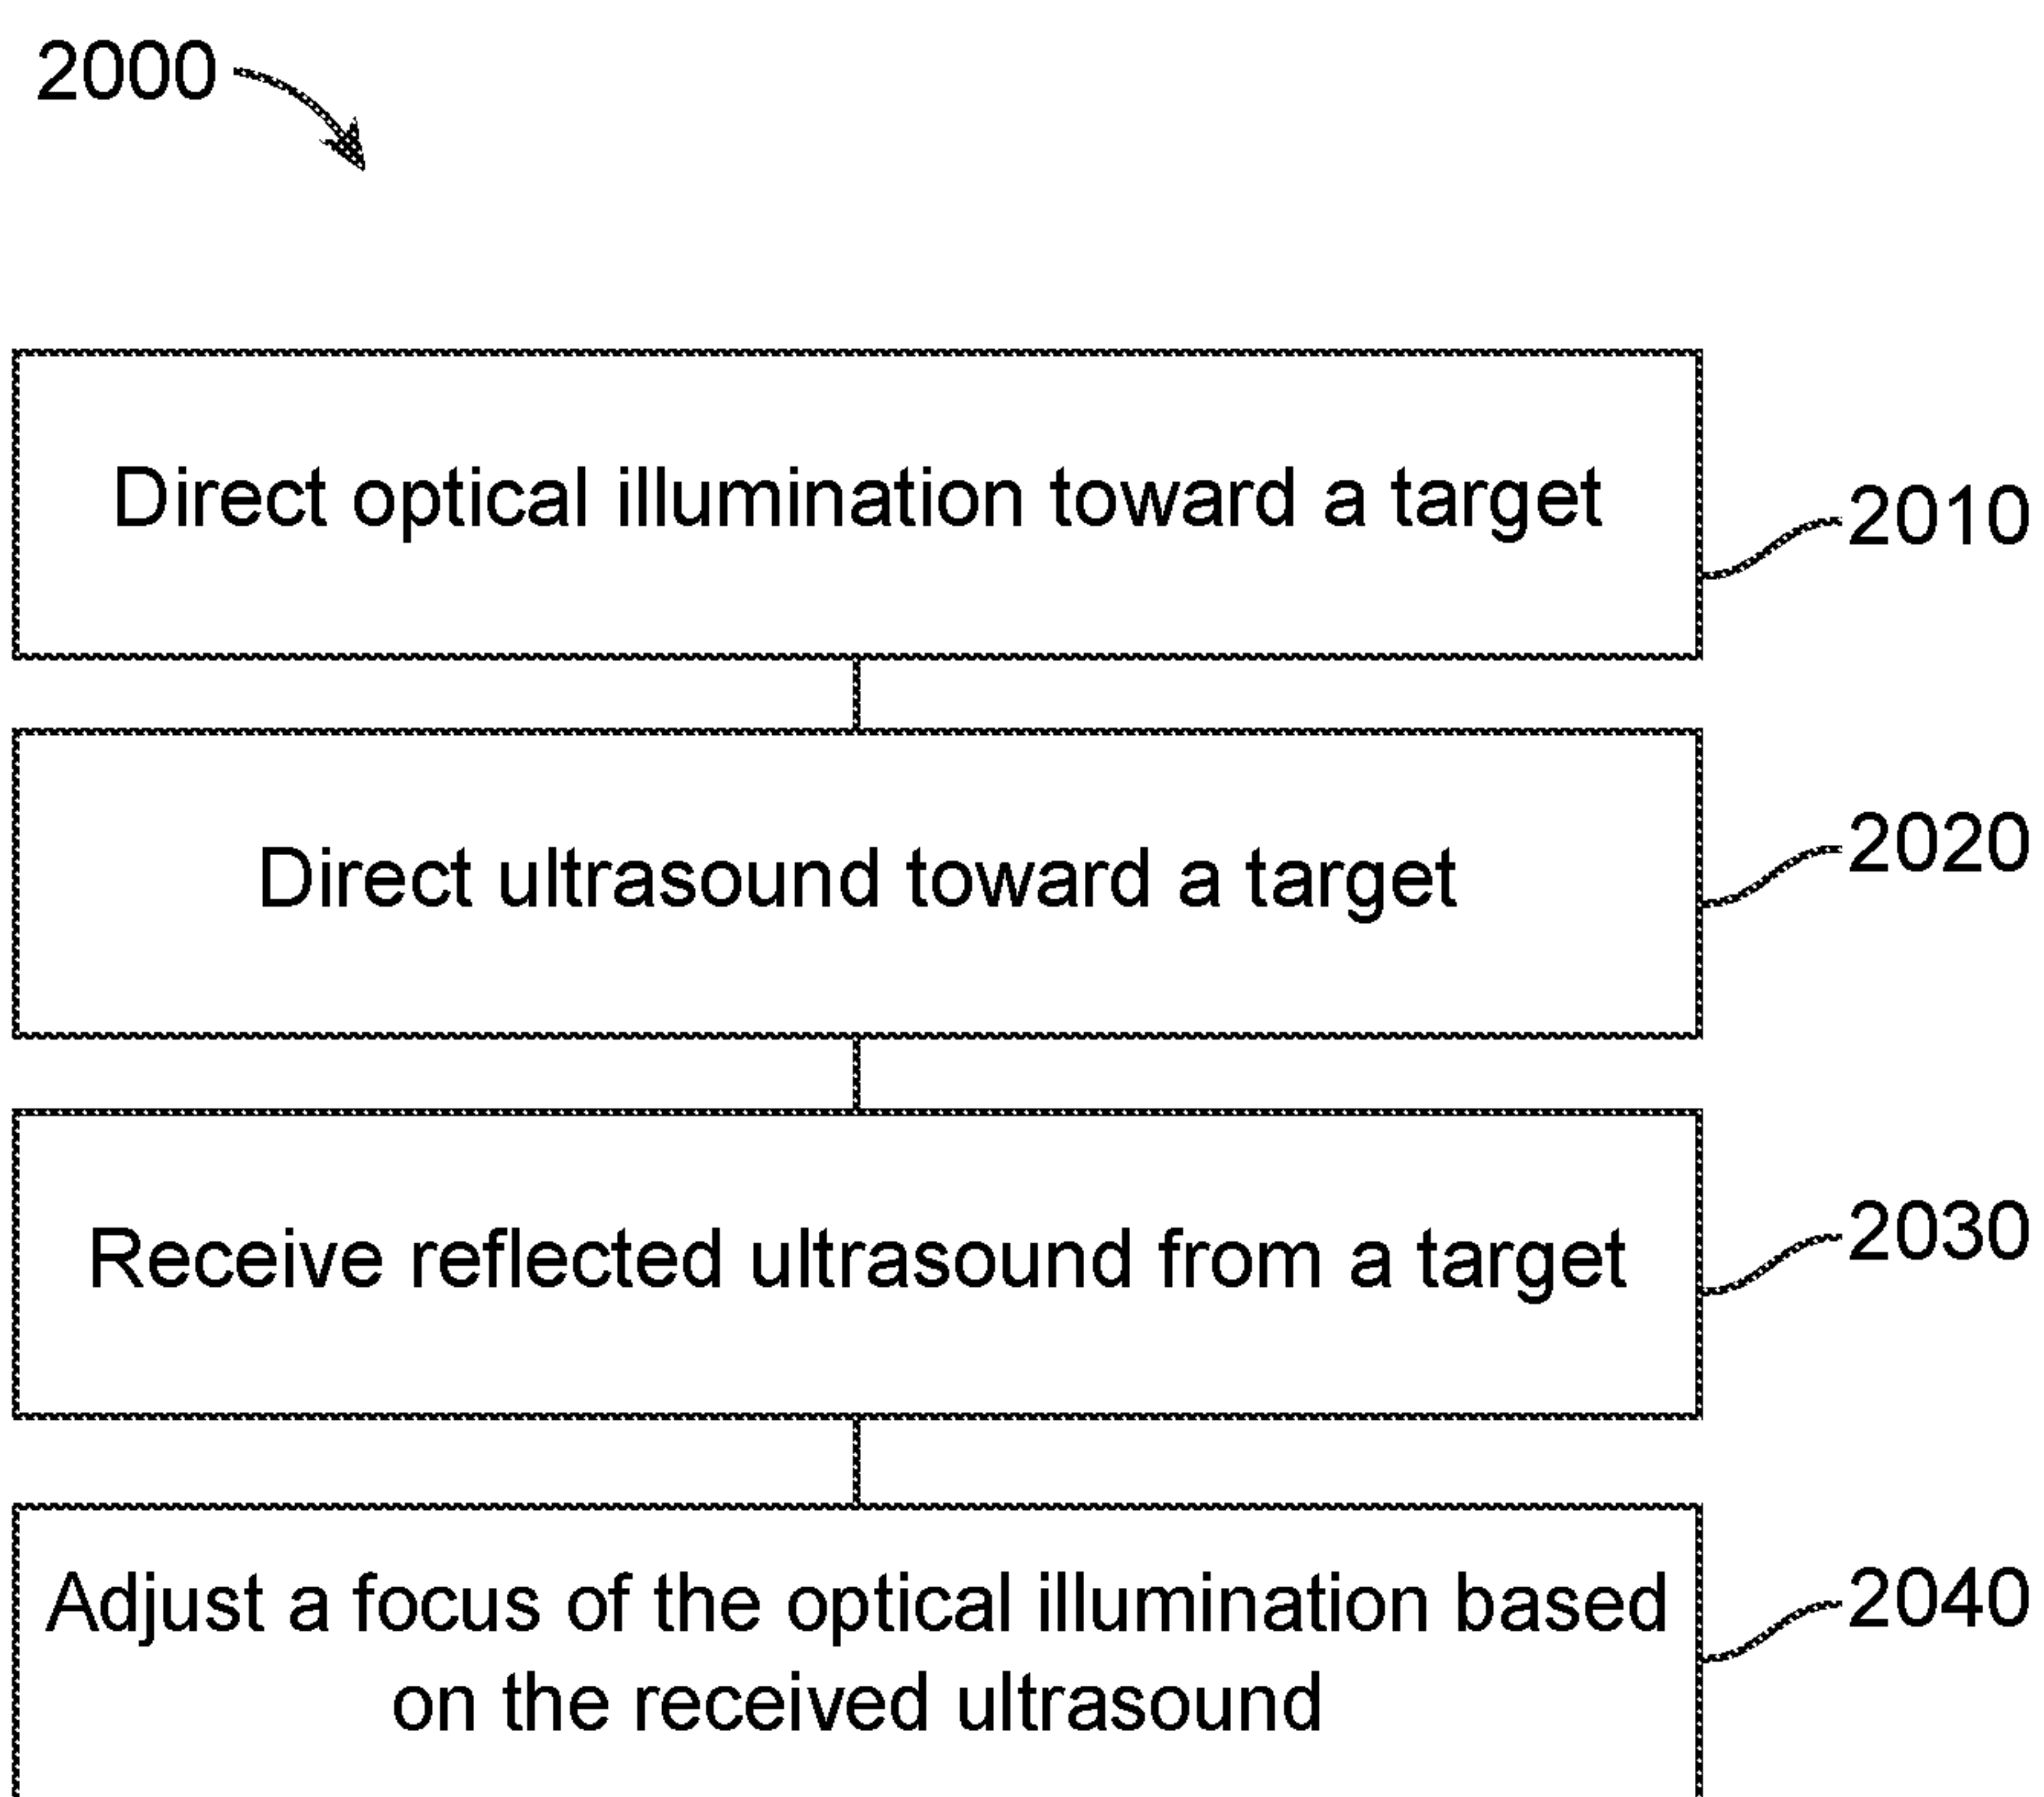 2000
Direct optical illumination toward a target
2010
Direct ultrasound toward a target
2020
Receive reflected ultrasound from a target
2030
Adjust a focus of the optical illumination based
on the received ultrasound
2040